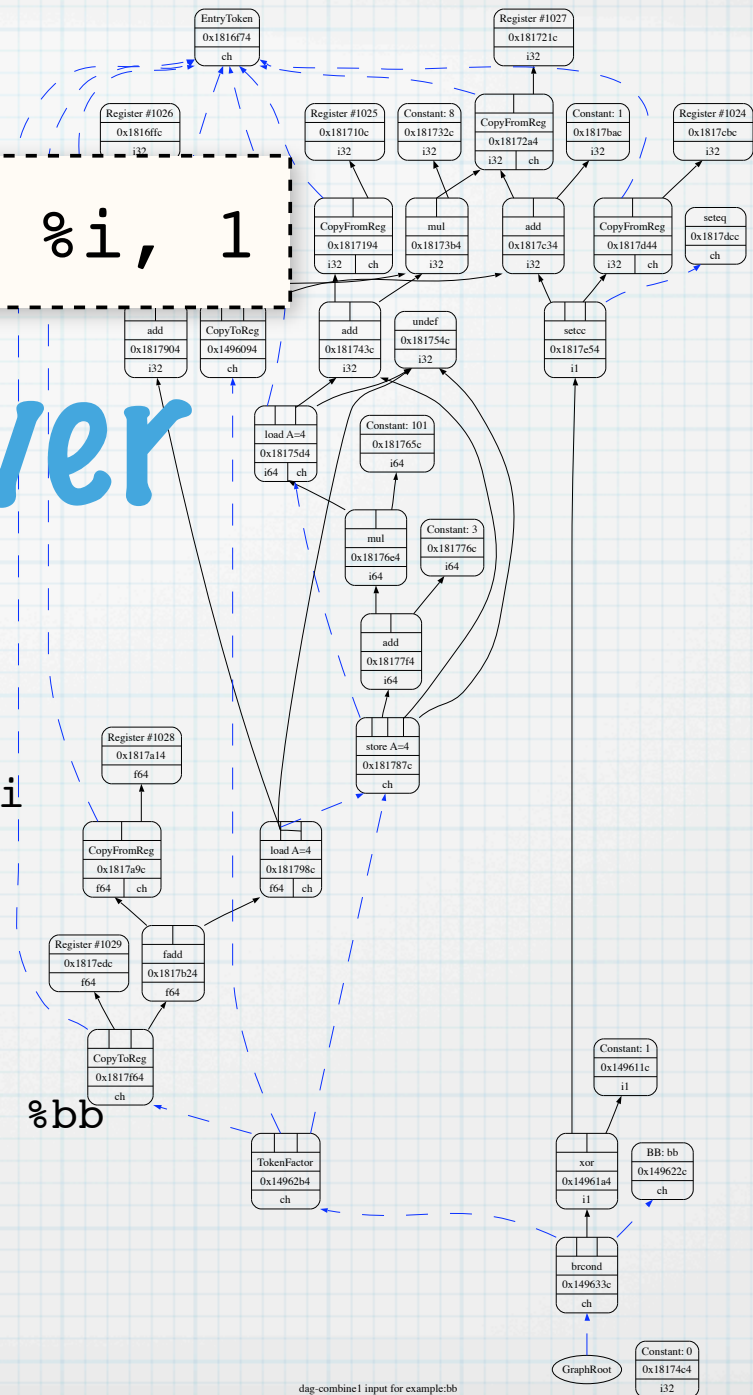 EntryToken
0x1816f74
ch
Register #1027
0x181721c
i32
Register #1026
0x1816ffc
i32
Register #1025
0x181710c
i32
Constant: 8
0x181732c
i32
CopyFromReg
0x18172a4
i32 ch
Constant: 1
0x1817bac
i32
Register #1024
0x1817cbc
i32
%i, 1
CopyFromReg
0x1817194
i32 ch
mul
0x18173b4
i32
add
0x1817c34
i32
CopyFromReg
0x1817d44
i32 ch
seteq
0x1817dcc
ch
add
0x1817904
i32
CopyToReg
0x1496094
ch
add
0x181743c
i32
undef
0x181754c
i32
setcc
0x1817e54
i1
ver
load A=4
0x18175d4
i64 ch
Constant: 101
0x181765c
i64
mul
0x18176e4
i64
Constant: 3
0x181776c
i64
add
0x18177f4
i64
store A=4
0x181787c
ch
Register #1028
0x1817a14
f64
i
CopyFromReg
0x1817a9c
f64 ch
load A=4
0x181798c
f64 ch
Register #1029
0x1817edc
f64
fadd
0x1817b24
f64
CopyToReg
0x1817f64
ch
%bb
Constant: 1
0x149611c
i1
TokenFactor
0x14962b4
ch
xor
0x14961a4
i1
BB: bb
0x149622c
ch
brcond
0x149633c
ch
GraphRoot
Constant: 0
0x18174c4
i32
dag-combine1 input for example:bb